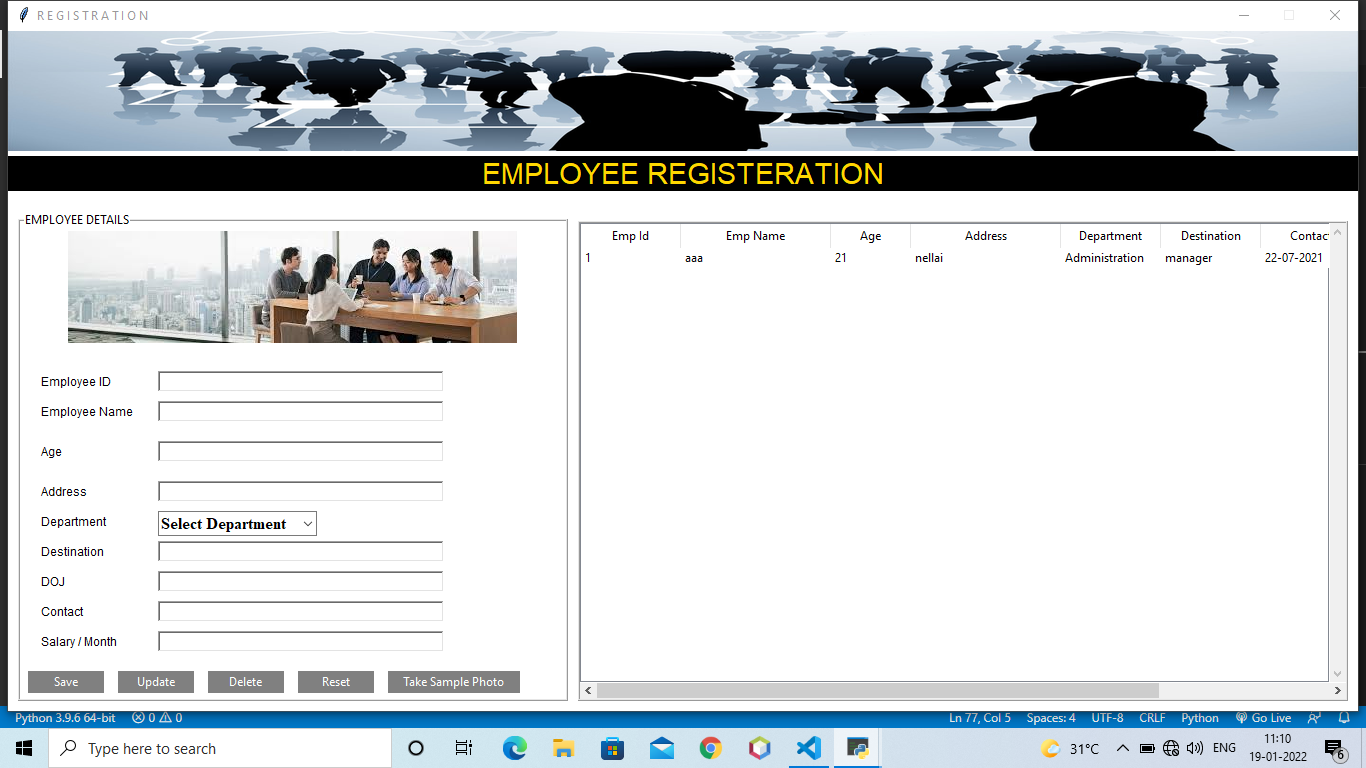 REGISTRATION
EMPLOYEE REGISTERATION
EMPLOYEE DETAILS
Emp Id Emp Name Age Address Department Destination Contact
1 aaa 21 nellai Administration manager 22-07-2021
Employee ID
Employee Name
Age
Address
Department Select Department
Destination
DOJ
Contact
Salary / Month
Save Update Delete Reset Take Sample Photo
Python 3.9.6 64-bit 0 0 Ln 77, Col 5 Spaces: 4 UTF-8 CRLF Python Go Live
Type here to search 31°C ENG 11:10
19-01-2022 6